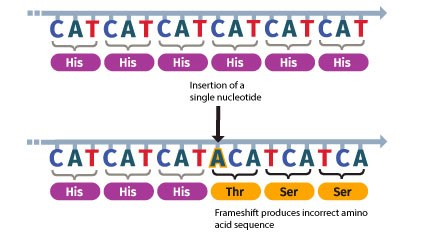 CATCATCATCATCATCAT
His His His His His His
Insertion of a
single nucleotide
CATCATCATACATCATCA
His His His Thr Ser Ser
Frameshift produces incorrect amino
acid sequence